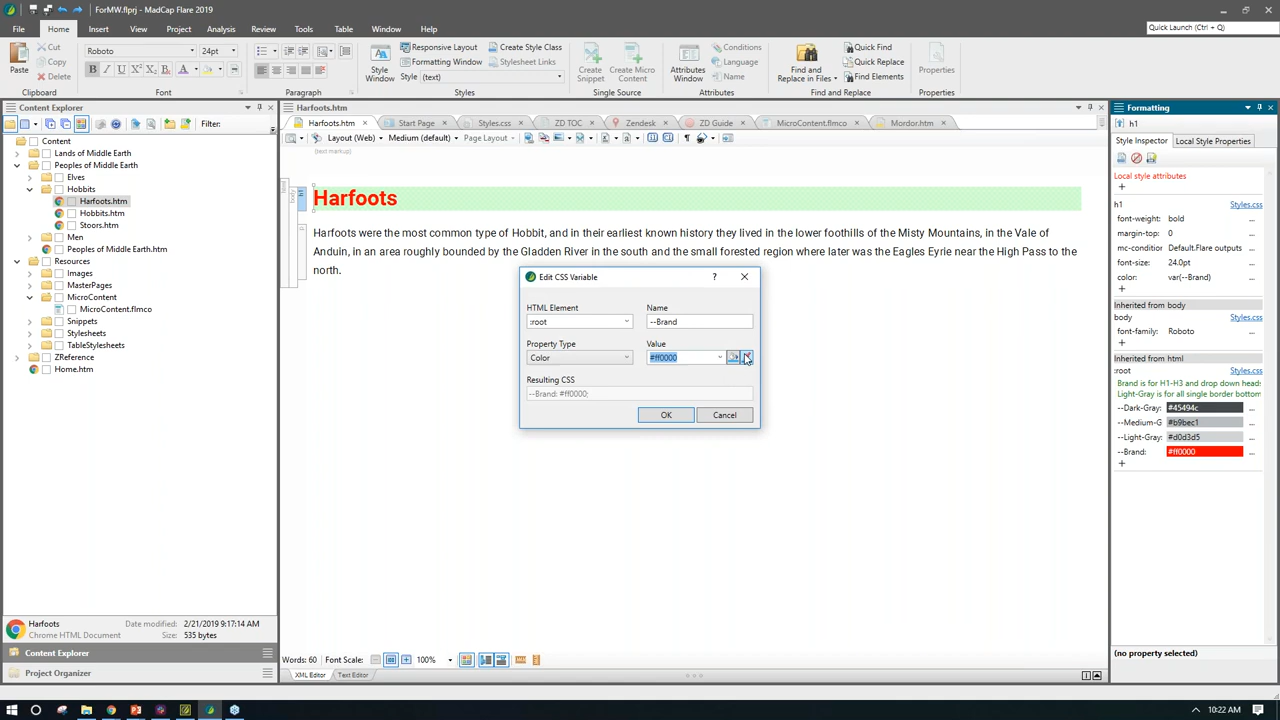 ForMW.flprj - MadCap Flare 2019
File Home Insert View Project Analysis Review Tools Table Window Help
Quick Launch (Ctrl + Q)
Paste
Cut
Copy
Delete
Clipboard
Roboto 24pt
Font
Paragraph
Style Window
Responsive Layout
Formatting Window
Style (text)
Create Style Class
Stylesheet Links
Styles
Create Snippet
Create Micro Content
Single Source
Attributes Window
Conditions
Language
Name
Attributes
Find and Replace in Files
Quick Find
Quick Replace
Find Elements
Find and Replace
Properties
Properties
Content Explorer
Filter:
Content
Lands of Middle Earth
Peoples of Middle Earth
Elves
Hobbits
Harfoots.htm
Hobbits.htm
Stoors.htm
Men
Peoples of Middle Earth.htm
Resources
Images
MasterPages
MicroContent
MicroContent.flmco
Snippets
Stylesheets
TableStylesheets
ZReference
Home.htm
Harfoots
Chrome HTML Document
Date modified: 2/21/2019 9:17:14 AM
Size: 535 bytes
Content Explorer
Project Organizer
Harfoots.htm
Harfoots.htm Start Page Styles.css ZD TOC Zendesk ZD Guide MicroContent.flmco Mordor.htm
Layout (Web) Medium (default) Page Layout
(text markup)
Harfoots
Harfoots were the most common type of Hobbit, and in their earliest known history they lived in the lower foothills of the Misty Mountains, in the Vale of
Anduin, in an area roughly bounded by the Gladden River in the south and the small forested region where later was the Eagles Eyrie near the High Pass to the
north.
Edit CSS Variable
HTML Element Name
:root --Brand
Property Type Value
Color #ff0000
Resulting CSS
--Brand: #ff0000;
OK Cancel
Words: 60 Font Scale: 100%
XML Editor Text Editor
Formatting
h1
Style Inspector Local Style Properties
Local style attributes
h1 Styles.css
font-weight: bold ...
margin-top: 0 ...
mc-condition Default.Flare outputs
font-size: 24.0pt ...
color: var(--Brand) ...
Inherited from body
body Styles.css
font-family: Roboto ...
Inherited from html
:root Styles.css
Brand is for H1-H3 and drop down head
Light-Gray is for all single border bottom
--Dark-Gray: #45494c ...
--Medium-G #b9bec1 ...
--Light-Gray: #d0d3d5 ...
--Brand: #ff0000 ...
(no property selected)
10:22 AM